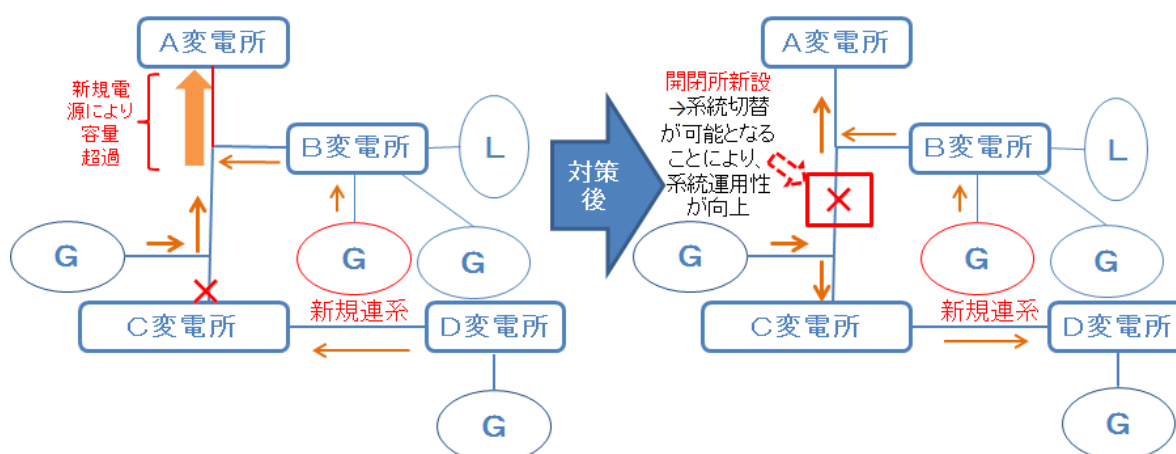 A変電所
新規電
源により
容量
超過
B変電所
L
G
G
G
C変電所
新規連系
D変電所
G
対策
後
A変電所
開閉所新設
→系統切替
が可能となる
ことにより、
系統運用性
が向上
B変電所
L
G
G
G
C変電所
新規連系
D変電所
G